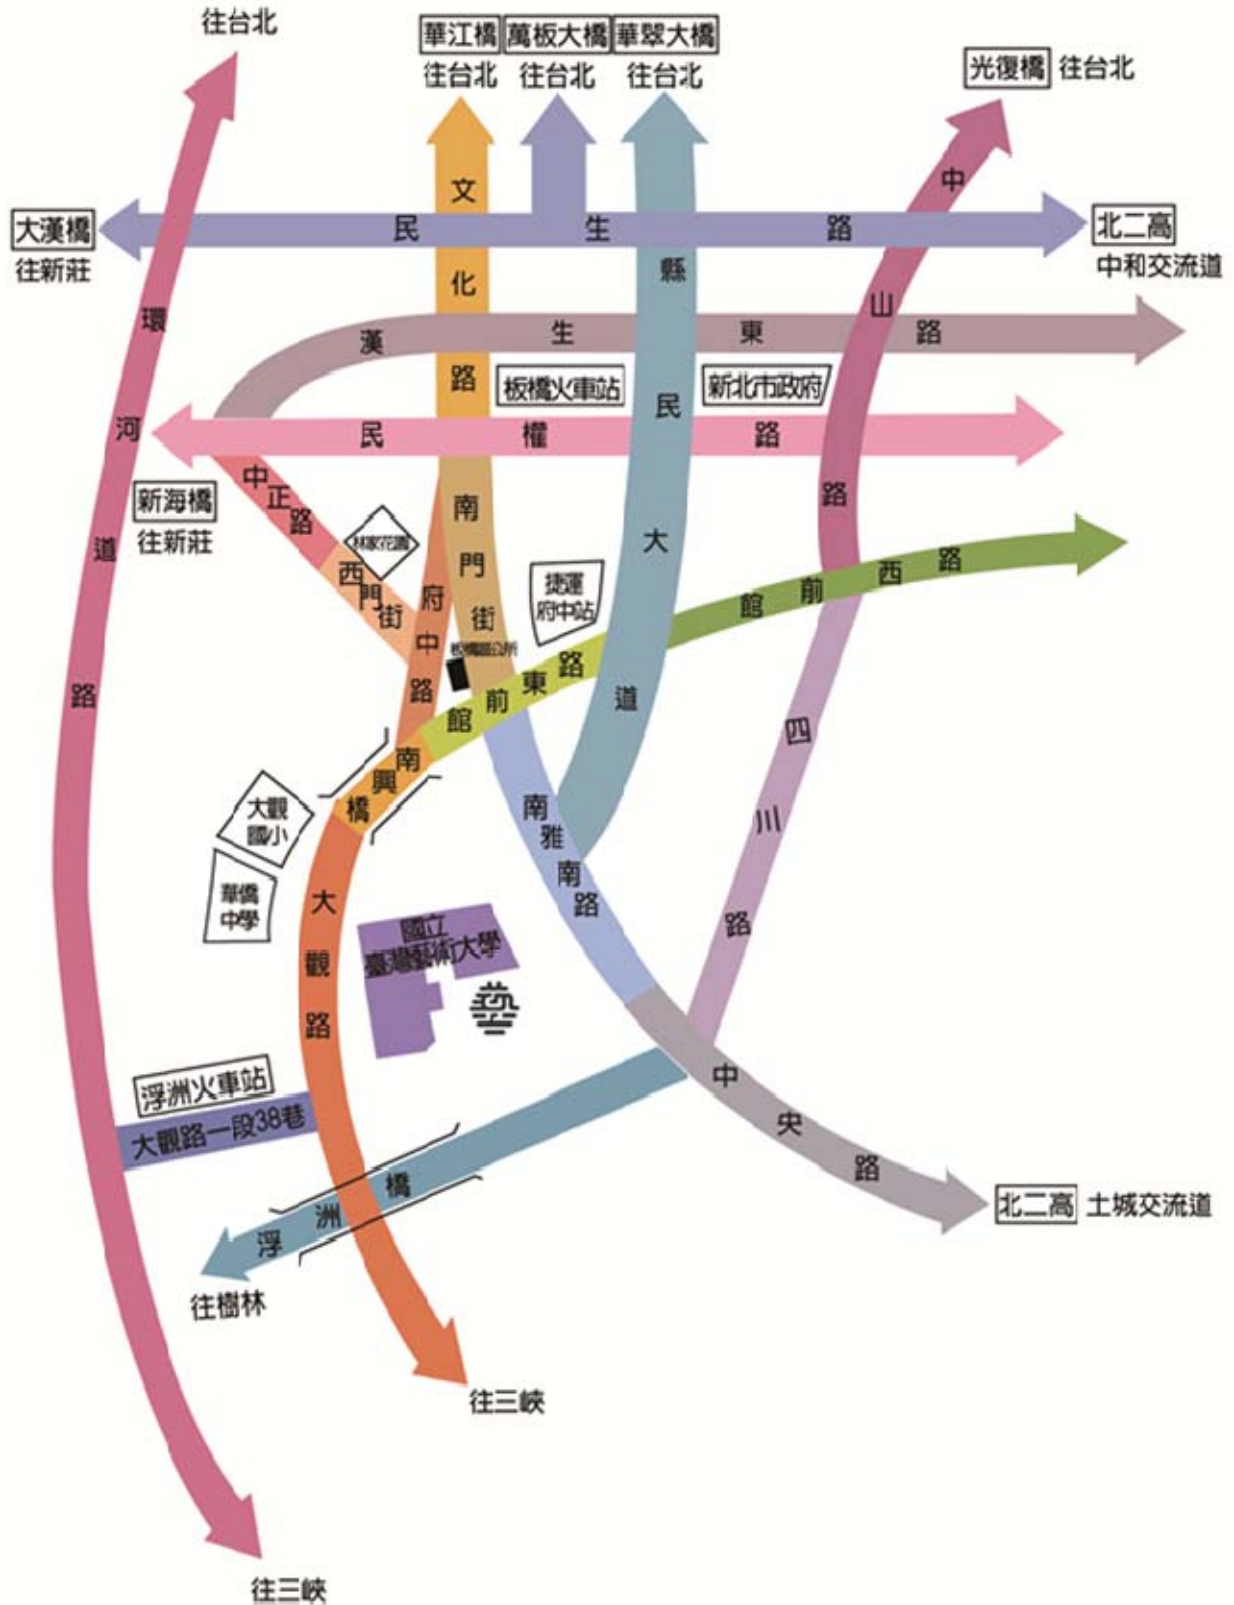 往台北
華江橋
往台北
萬板大橋
往台北
華翠大橋
往台北
光復橋 往台北
大漢橋
往新莊
民生路
北二高
中和交流道
文化路
縣民大道
中山路
環河道路
漢生東路
板橋火車站
新北市政府
民權路
新海橋
往新莊
中正路
林家花園
西門街
府中路
南門街
捷運
府中站
板橋區公所
館前西路
館前東路
南興橋
四川路
大觀
國小
華僑
中學
南雅南路
大觀路
國立
臺灣藝術大學
浮洲火車站
大觀路一段38巷
中央路
浮洲橋
往樹林
北二高 土城交流道
往三峽
往三峽